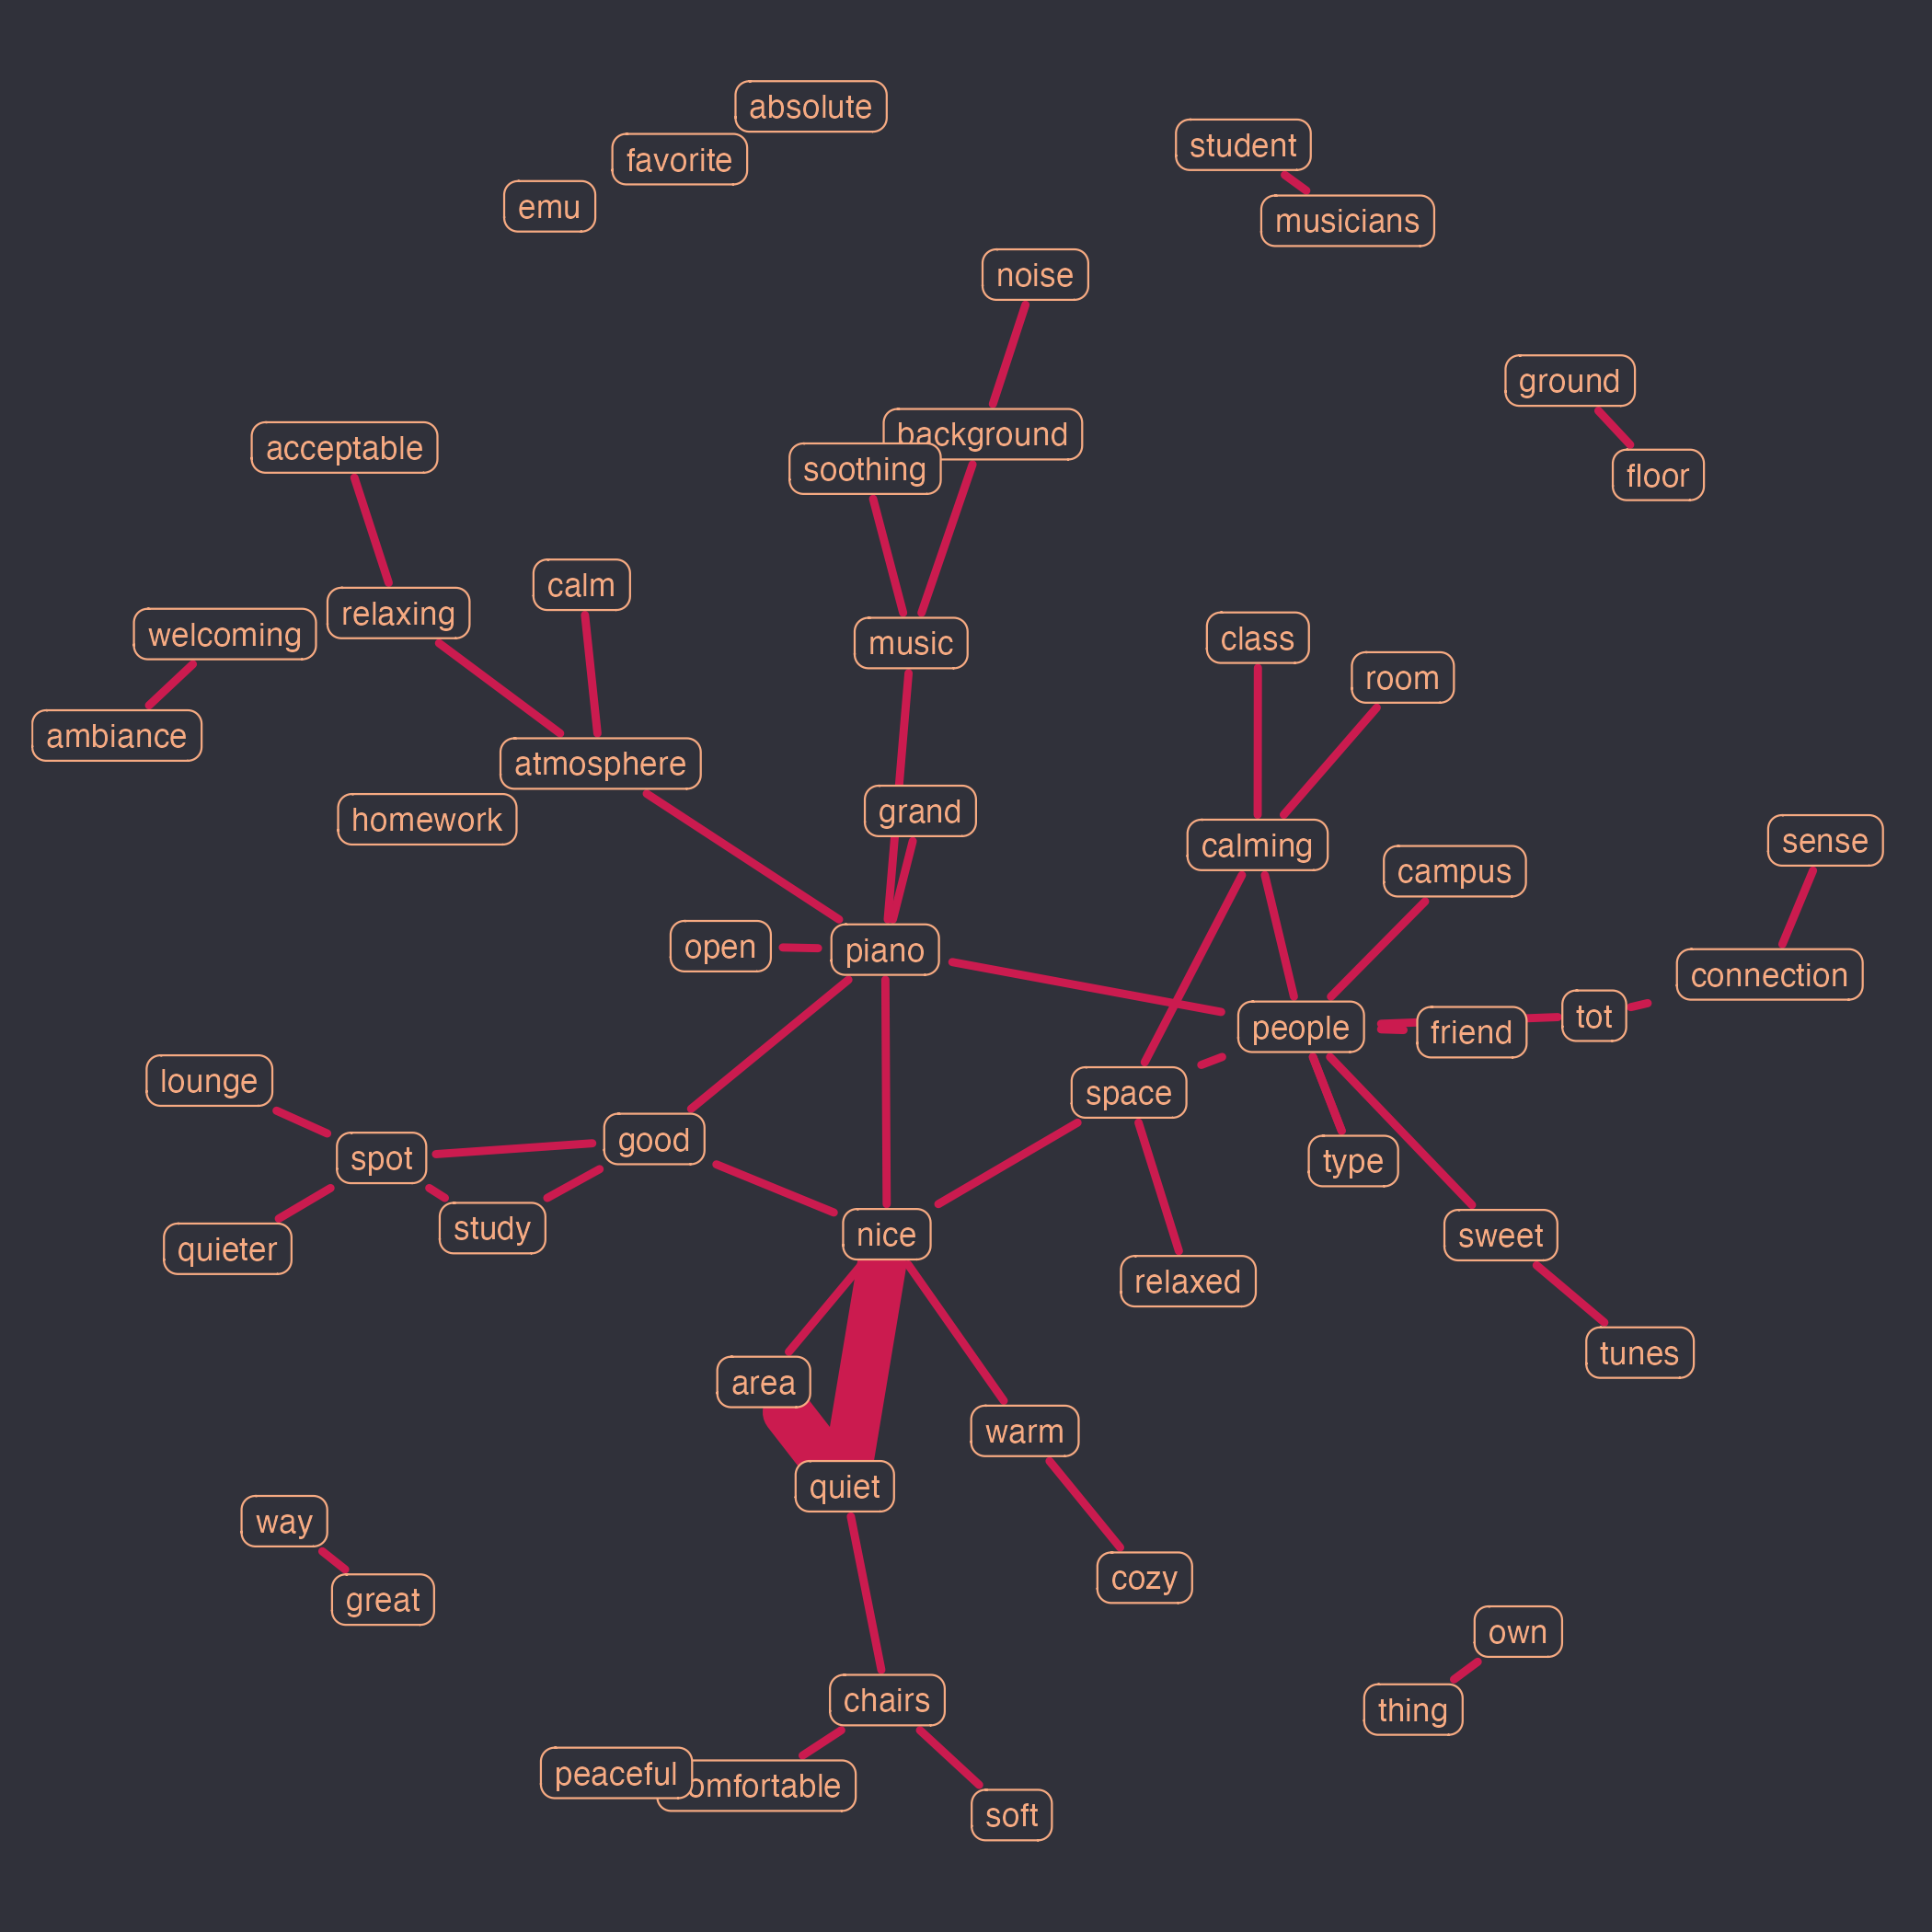 absolute
favorite
student
emu
musicians
noise
ground
background
acceptable
soothing
floor
calm
relaxing
welcoming
class
music
room
ambiance
atmosphere
grand
homework
sense
calming
campus
open
piano
connection
tot
people
friend
lounge
space
good
spot
type
study
nice
sweet
quieter
relaxed
tunes
area
warm
quiet
way
cozy
great
own
chairs
thing
peaceful
omfortable
soft